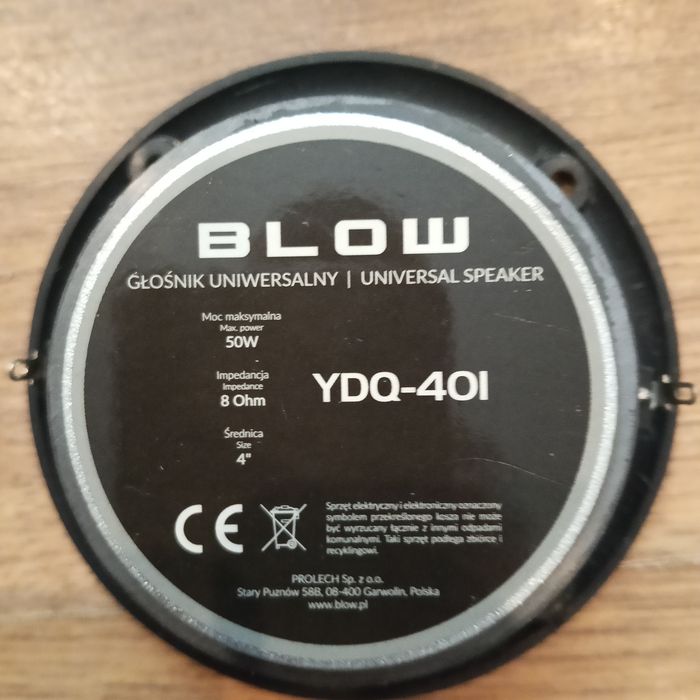 BLOW
GŁOŚNIK UNIWERSALNY | UNIVERSAL SPEAKER
Moc maksymalna
Max. power
50W
Impedancja
Impedance
8 Ohm
YDQ-401
Średnica
Size
4"
CE
Sprzęt elektryczny i elektroniczny oznaczony
symbolem przekreślonego kosza nie może
być wyrzucany łącznie z innymi odpadami
komunalnymi. Taki sprzęt podlega zbiórce i
recyklingowi.
PROLECH Sp. z o.o.
Stary Puznów 58B, 08-400 Garwolin, Polska
www.blow.pl